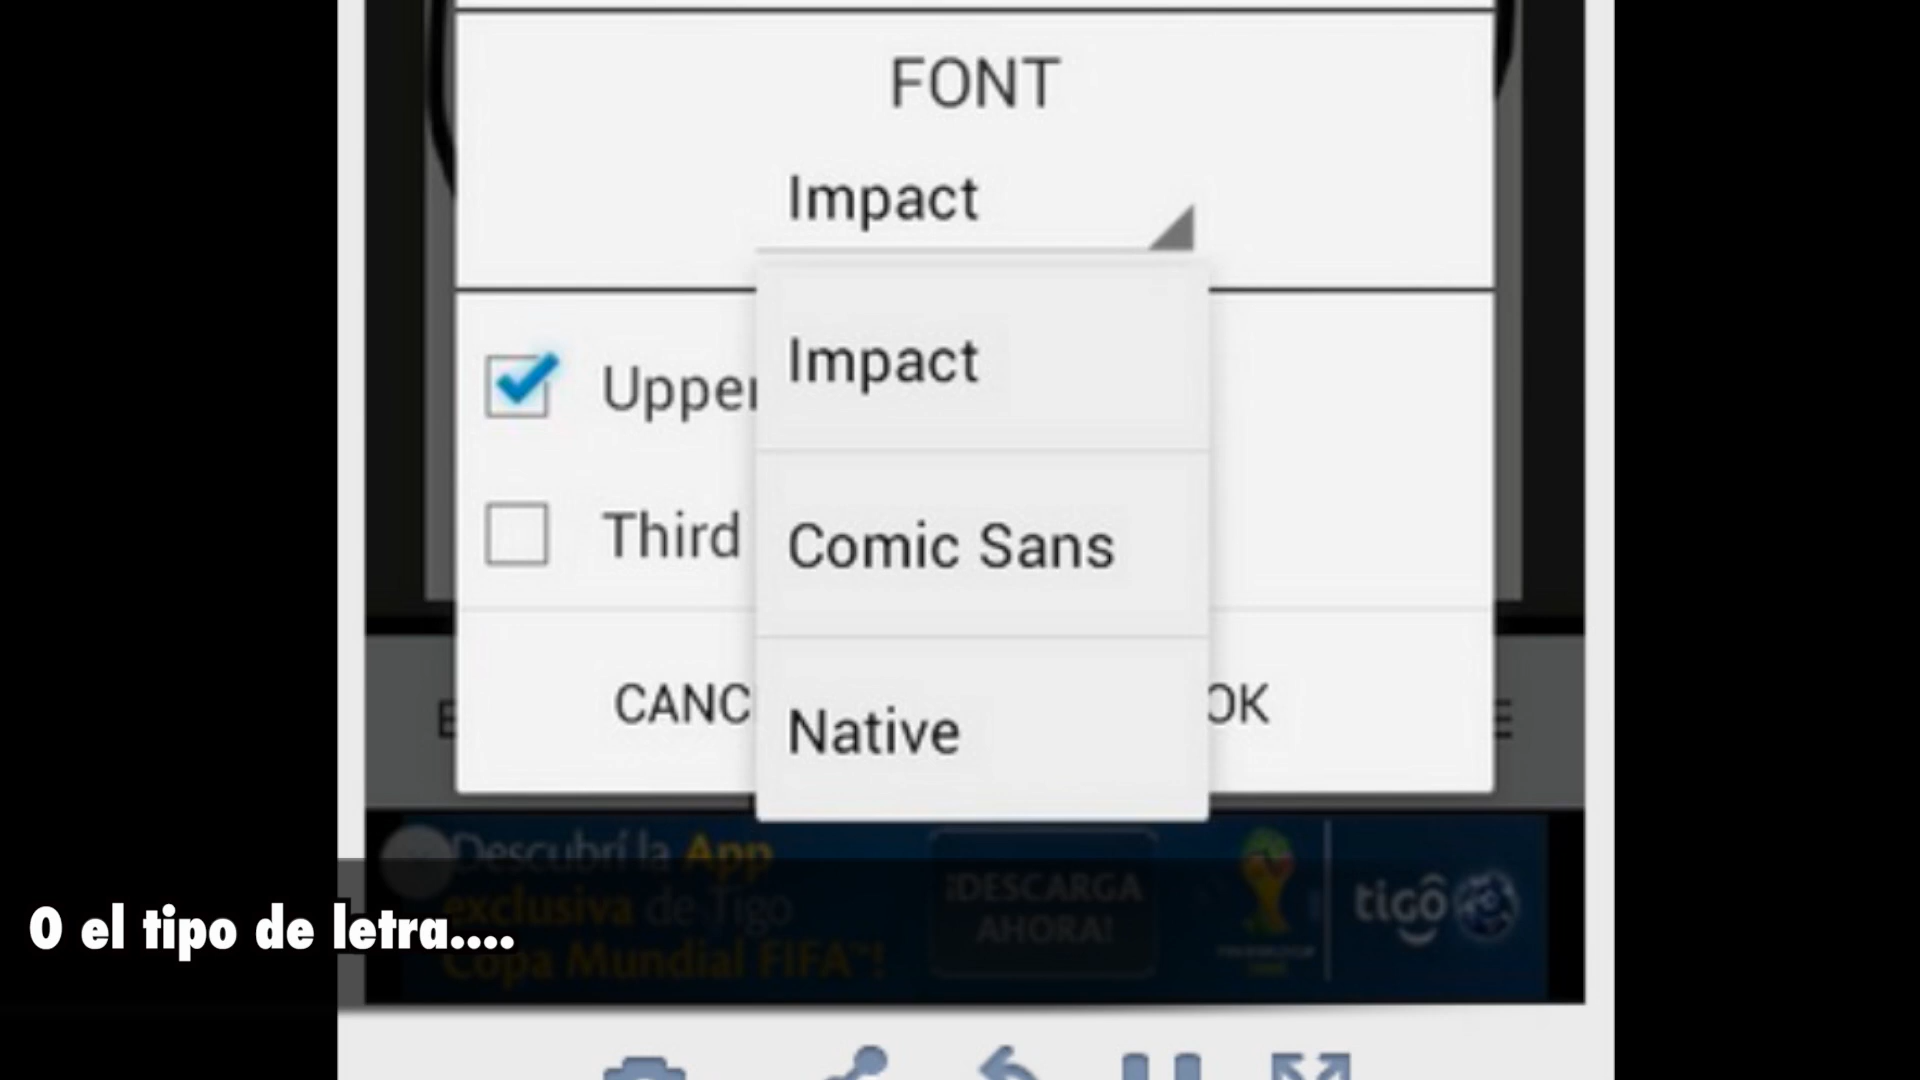 FONT
Impact
Impact
Upper
Comic Sans
Third
Native
CANC
OK
E
Descubrí la App
exclusiva de Tigo
Copa Mundial FIFA™!
¡DESCARGA
AHORA!
tigo
O el tipo de letra....